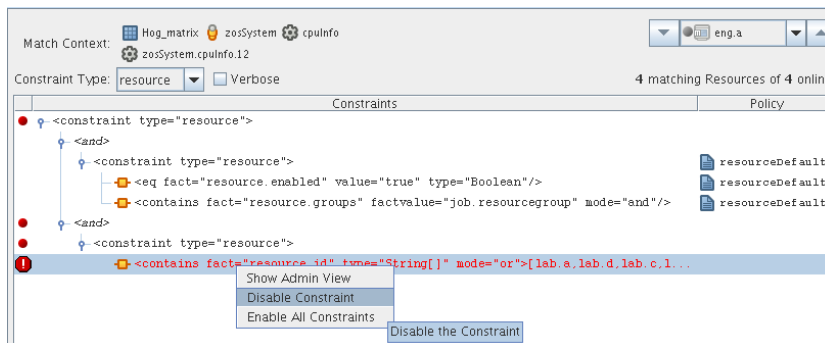 Match Context: Hog_matrix zosSystem cpuInfo
zosSystem.cpuInfo.12
eng.a
Constraint Type: resource Verbose
4 matching Resources of 4 onlin
Constraints Policy
<constraint type="resource">
<and>
<constraint type="resource"> resourceDefault
<eq fact="resource.enabled" value="true" type="Boolean"/> resourceDefault
<contains fact="resource.groups" factvalue="job.resourcegroup" mode="and"/> resourceDefault
<and>
<constraint type="resource">
<contains fact="resource.id" type="String[]" mode="or">[lab.a,lab.d,lab.c,l...
Show Admin View
Disable Constraint
Enable All Constraints
Disable the Constraint